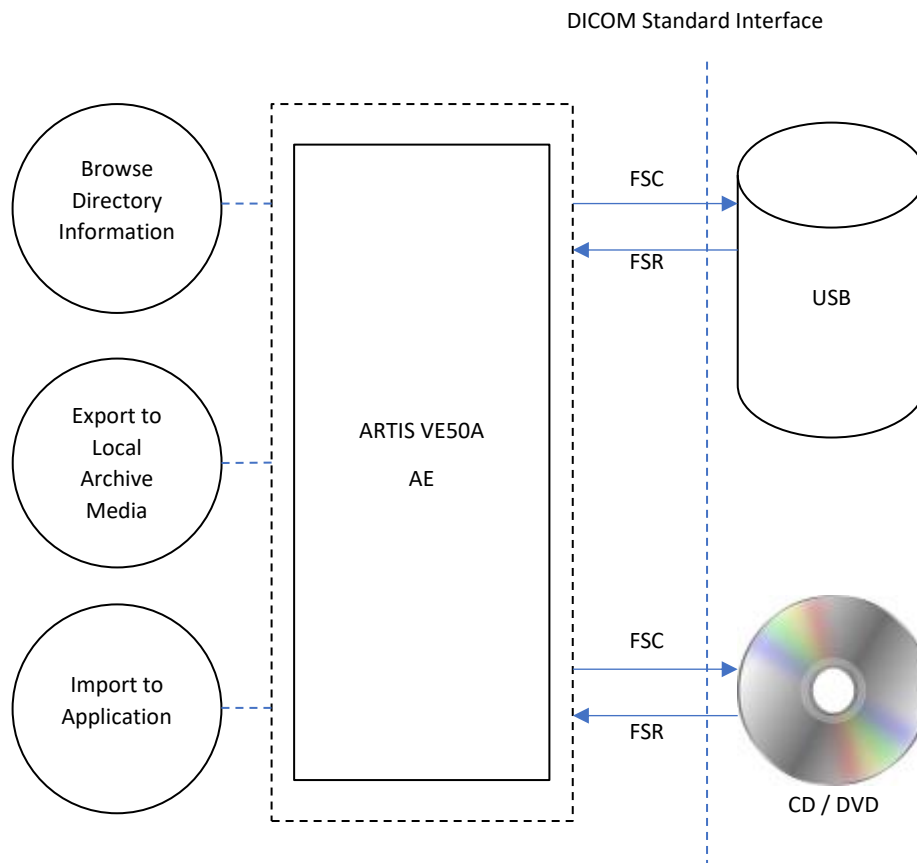 DICOM Standard Interface
Browse
Directory
Information
FSC
FSR
USB
Export to
Local
Archive
Media
ARTIS VE50A
AE
Import to
Application
FSC
FSR
CD / DVD